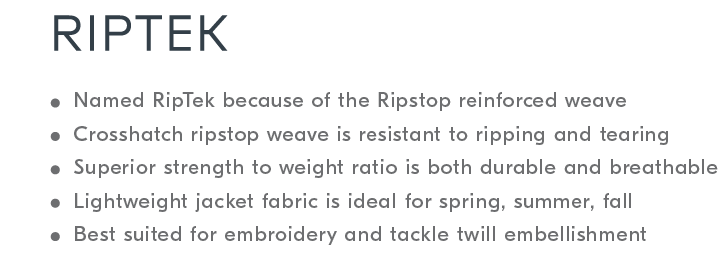 RIPTEK
• Named RipTek because of the Ripstop reinforced weave
• Crosshatch ripstop weave is resistant to ripping and tearing
• Superior strength to weight ratio is both durable and breathable
• Lightweight jacket fabric is ideal for spring, summer, fall
• Best suited for embroidery and tackle twill embellishment